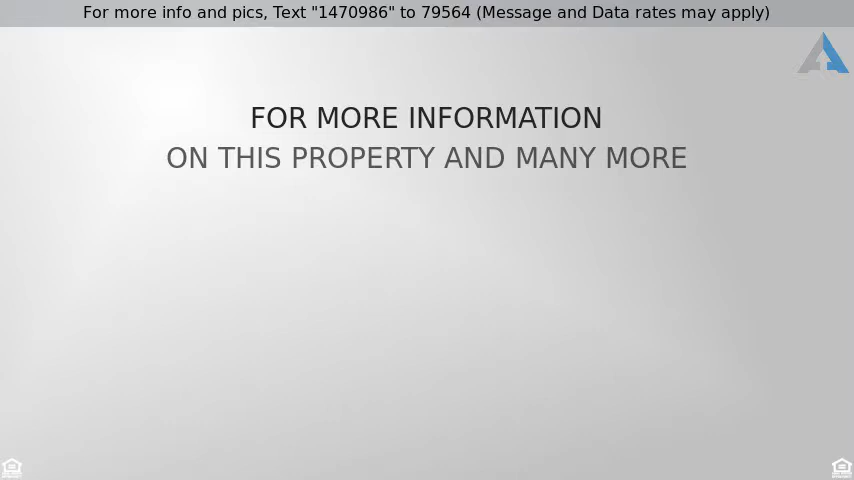 For more info and pics, Text "1470986" to 79564 (Message and Data rates may apply)
FOR MORE INFORMATION
ON THIS PROPERTY AND MANY MORE